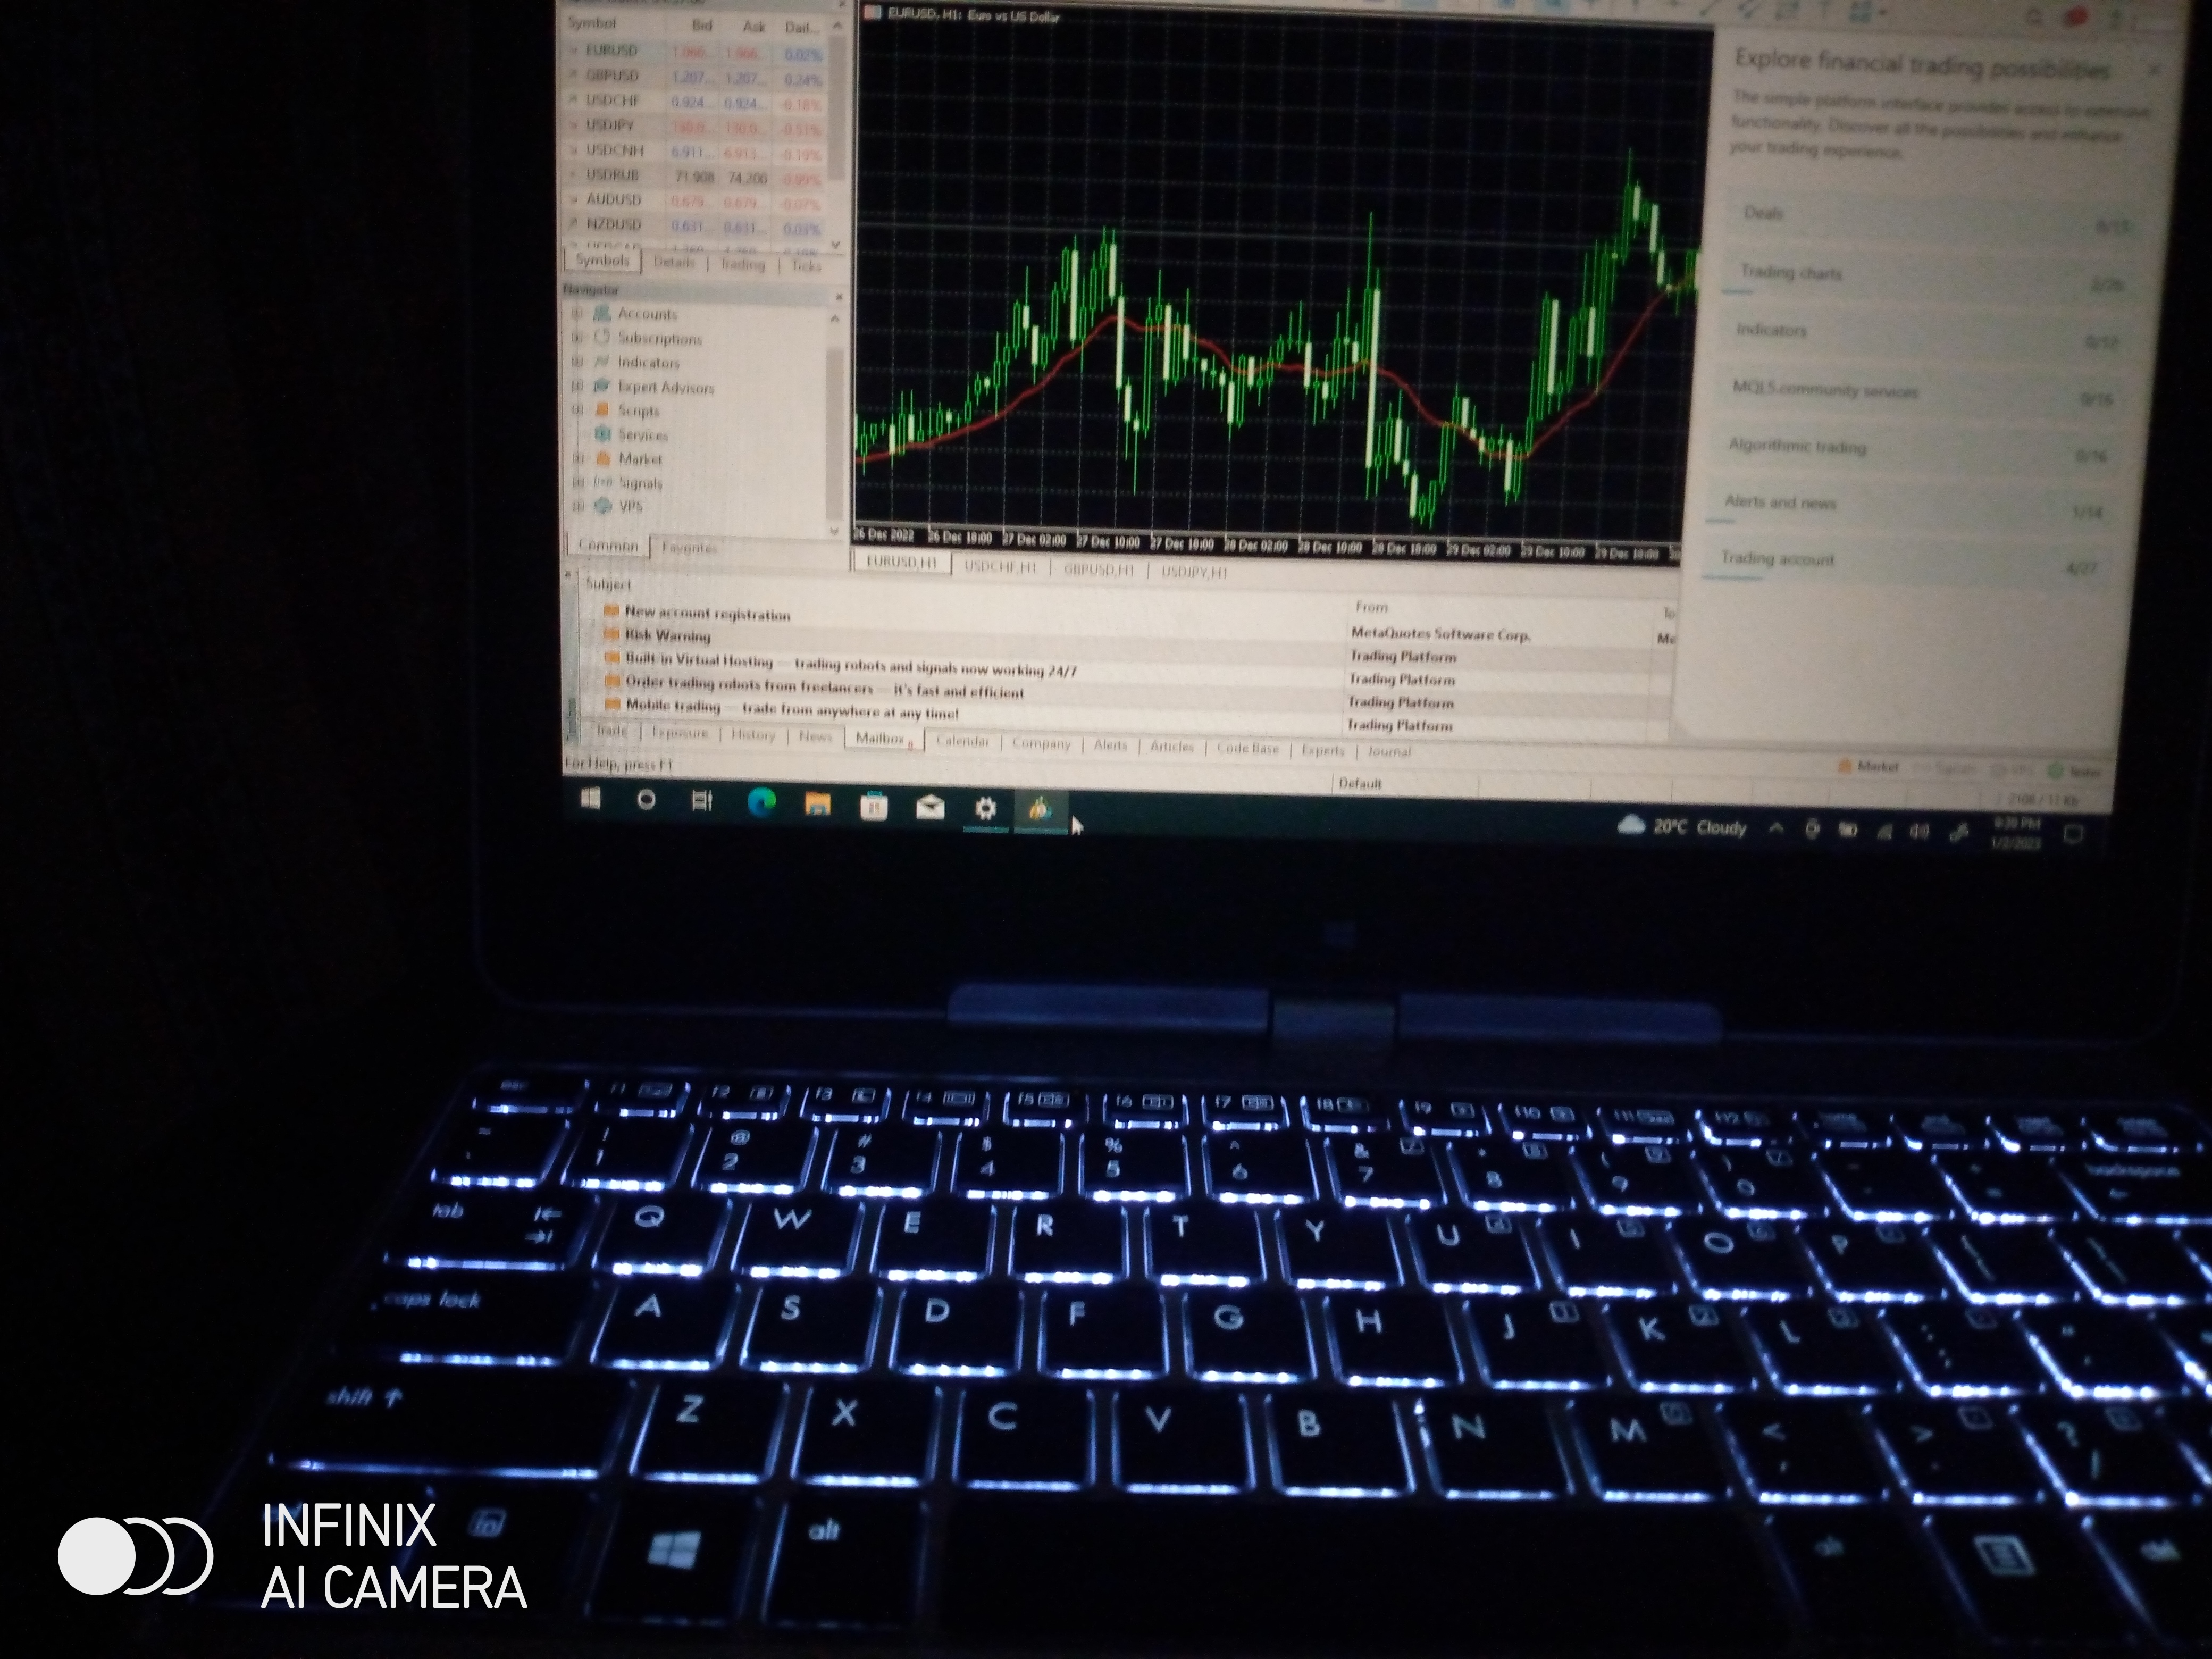 Symbol Bid Ask Dail...
EURUSD 1.066... 1.066... 0.02%
GBPUSD 1.207... 1.207... 0.24%
USDCHF 0.924... 0.924... -0.18%
USDJPY 130.0... 130.0... -0.51%
USDCNH 6.911... 6.913... -0.19%
USDRUB 71.908 74.200 -0.99%
AUDUSD 0.679... 0.679... -0.07%
NZDUSD 0.631... 0.631... 0.03%
Symbols Details Trading Ticks
Navigator
Accounts
Subscriptions
Indicators
Expert Advisors
Scripts
Services
Market
Signals
VPS
Common Favorites
EURUSD, H1: Euro vs US Dollar
26 Dec 2022 26 Dec 18:00 27 Dec 02:00 27 Dec 10:00 27 Dec 18:00 28 Dec 02:00 28 Dec 10:00 28 Dec 18:00 29 Dec 02:00 29 Dec 10:00 29 Dec 18:00
EURUSD,H1 USDCHF,H1 GBPUSD,H1 USDJPY,H1
Explore financial trading possibilities
The simple platform interface provides access to extensive
functionality. Discover all the possibilities and enhance
your trading experience.
Deals 0/15
Trading charts 2/26
Indicators 0/12
MQL5.community services 0/16
Algorithmic trading 0/16
Alerts and news 1/14
Trading account 4/27
Subject From To
New account registration MetaQuotes Software Corp. Me
Risk Warning Trading Platform
Built-in Virtual Hosting — trading robots and signals now working 24/7 Trading Platform
Order trading robots from freelancers — it's fast and efficient Trading Platform
Mobile trading — trade from anywhere at any time! Trading Platform
Toolbox
Trade Exposure History News Mailbox 8 Calendar Company Alerts Articles Code Base Experts Journal
Market Signals VPS Tester
For Help, press F1 Default
20°C Cloudy
9:39 PM
1/2/2023
esc f1 f2 f3 f4 f5 f6 f7 f8 f9 f10 f11 f12
! @ # $ % ^ & * ( )
1 2 3 4 5 6 7 8 9 0 backspace
tab Q W E R T Y U I O P
caps lock A S D F G H J K L
shift Z X C V B N M < > ?
fn alt alt ctrl
INFINIX
AI CAMERA